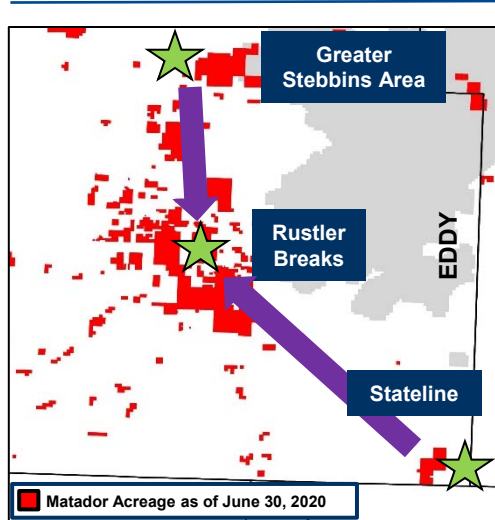 Greater
Stebbins Area
Rustler
Breaks
EDDY
Stateline
Matador Acreage as of June 30, 2020